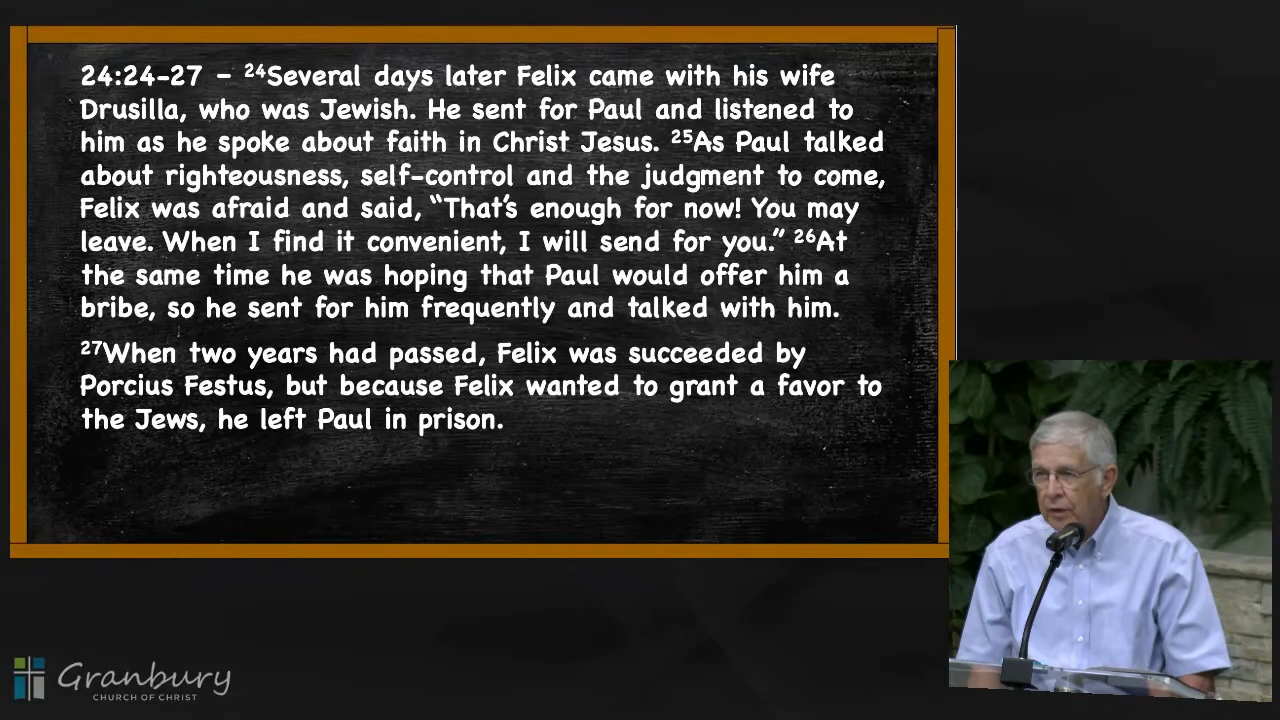 24:24-27 – ²⁴Several days later Felix came with his wife
Drusilla, who was Jewish. He sent for Paul and listened to
him as he spoke about faith in Christ Jesus. ²⁵As Paul talked
about righteousness, self-control and the judgment to come,
Felix was afraid and said, “That’s enough for now! You may
leave. When I find it convenient, I will send for you.” ²⁶At
the same time he was hoping that Paul would offer him a
bribe, so he sent for him frequently and talked with him.
²⁷When two years had passed, Felix was succeeded by
Porcius Festus, but because Felix wanted to grant a favor to
the Jews, he left Paul in prison.
Granbury
CHURCH OF CHRIST